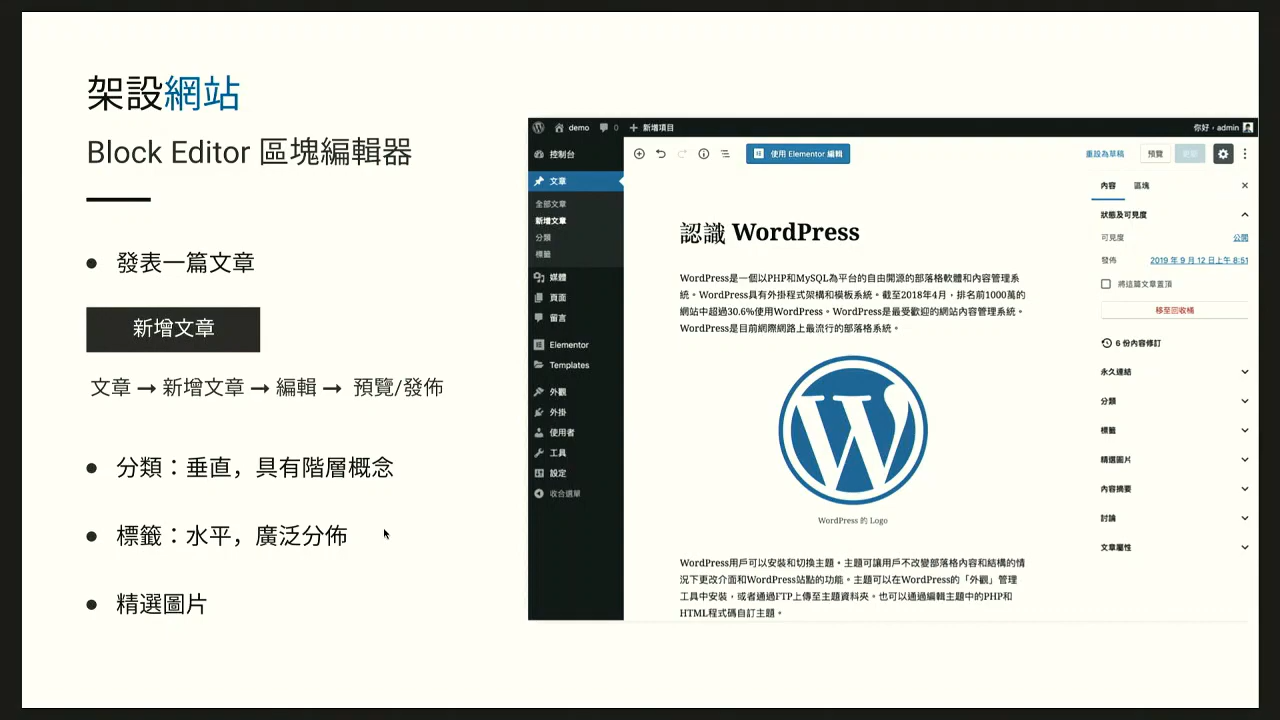 架設網站
Block Editor 區塊編輯器
發表一篇文章
新增文章
文章 → 新增文章 → 編輯 → 預覽/發佈
分類：垂直，具有階層概念
標籤：水平，廣泛分佈
精選圖片
demo 0 新增項目
你好，admin
控制台
文章
全部文章
新增文章
分類
標籤
媒體
頁面
留言
Elementor
Templates
外觀
外掛
使用者
工具
設定
收合選單
使用 Elementor 編輯
重設為草稿
預覽
認識 WordPress
WordPress是一個以PHP和MySQL為平台的自由開源的部落格軟體和內容管理系
統。WordPress具有外掛程式架構和模板系統。截至2018年4月，排名前1000萬的
網站中超過30.6%使用WordPress。WordPress是最受歡迎的網站內容管理系統。
WordPress是目前網際網路上最流行的部落格系統。
WordPress 的 Logo
WordPress用戶可以安裝和切換主題。主題可讓用戶不改變部落格內容和結構的情
況下更改介面和WordPress站點的功能。主題可以在WordPress的「外觀」管理
工具中安裝，或者通過FTP上傳至主題資料夾。也可以通過編輯主題中的PHP和
HTML程式碼自訂主題。
內容 區塊
狀態及可見度
可見度 公開
發佈 2019 年 9 月 12 日上午 8:51
將這篇文章置頂
移至回收桶
6 份內容修訂
永久連結
分類
標籤
精選圖片
內容摘要
討論
文章屬性